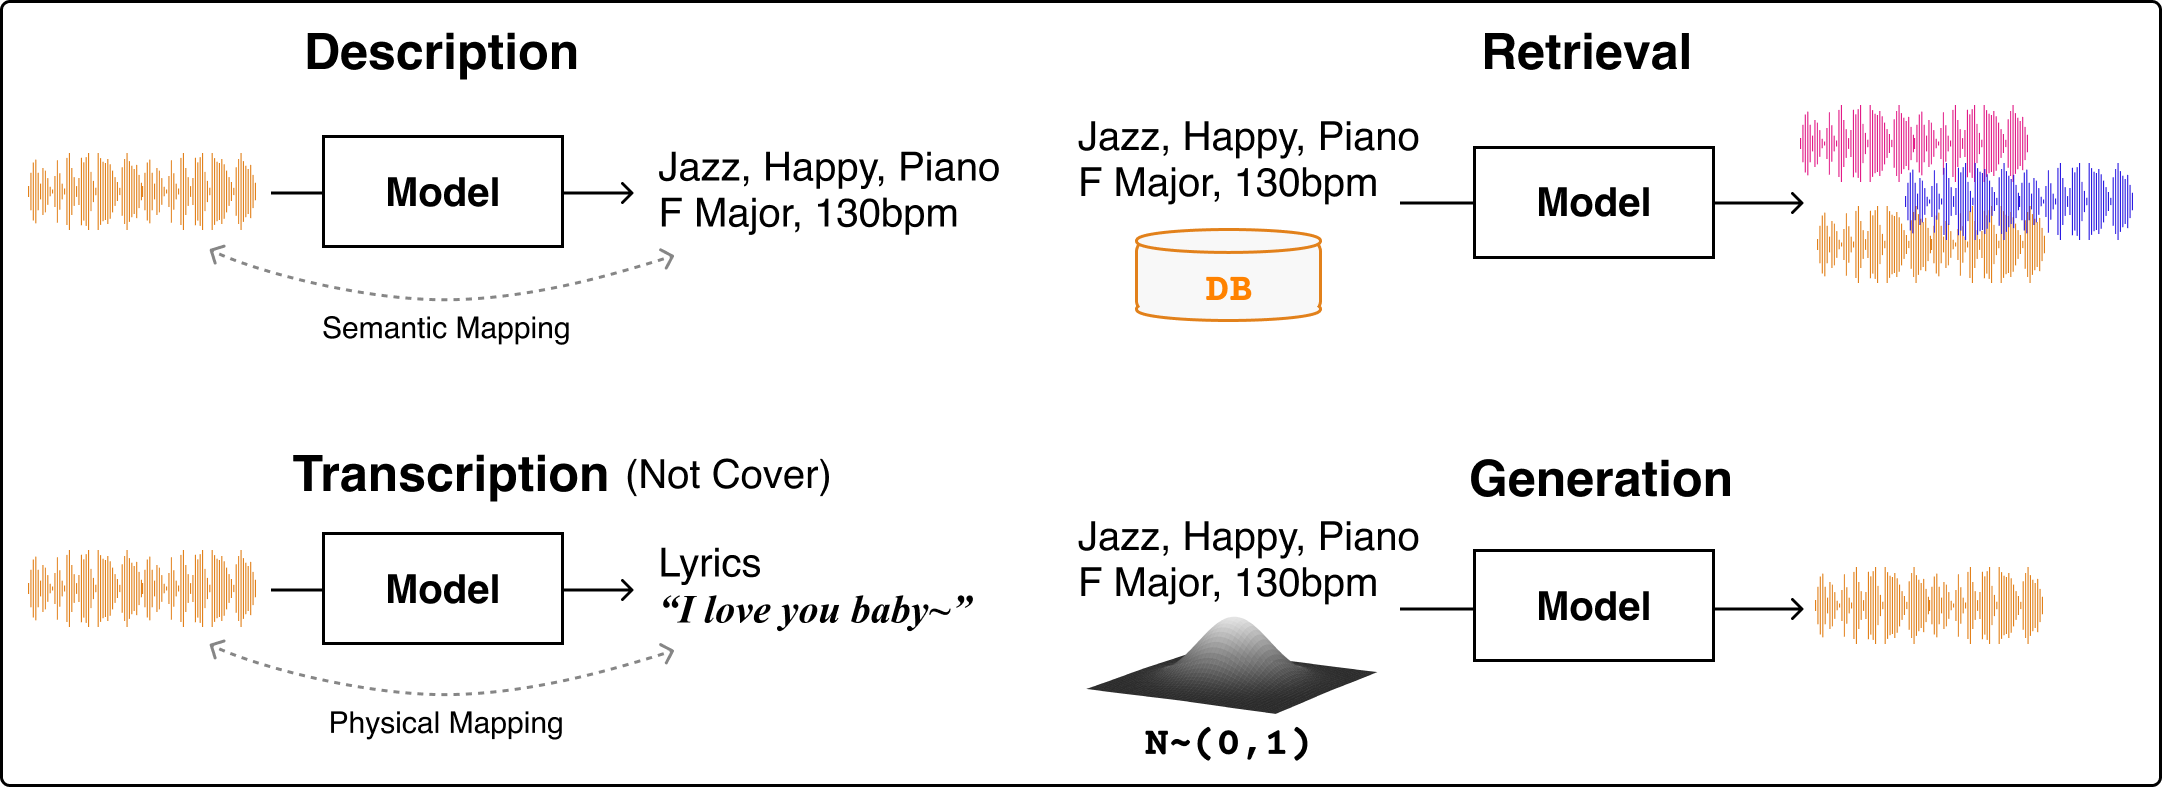 Description
Model
Jazz, Happy, Piano
F Major, 130bpm
Semantic Mapping
Retrieval
Jazz, Happy, Piano
F Major, 130bpm
DB
Model
Transcription (Not Cover)
Model
Lyrics
“I love you baby~”
Physical Mapping
Generation
Jazz, Happy, Piano
F Major, 130bpm
N~(0,1)
Model